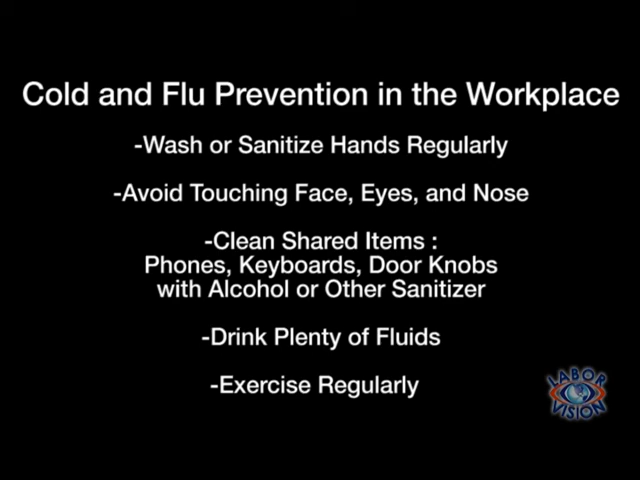 Cold and Flu Prevention in the Workplace
-Wash or Sanitize Hands Regularly
-Avoid Touching Face, Eyes, and Nose
-Clean Shared Items :
Phones, Keyboards, Door Knobs
with Alcohol or Other Sanitizer
-Drink Plenty of Fluids
-Exercise Regularly
LABOR
VISION